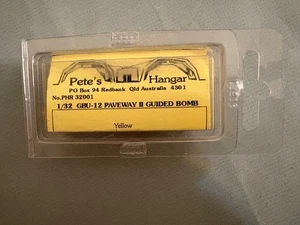 Pete's Hangar
PO Box 94 Redbank Qld Australia 4301
No.PHR 32001
1/32 GBU-12 PAVEWAY II GUIDED BOMB
Yellow